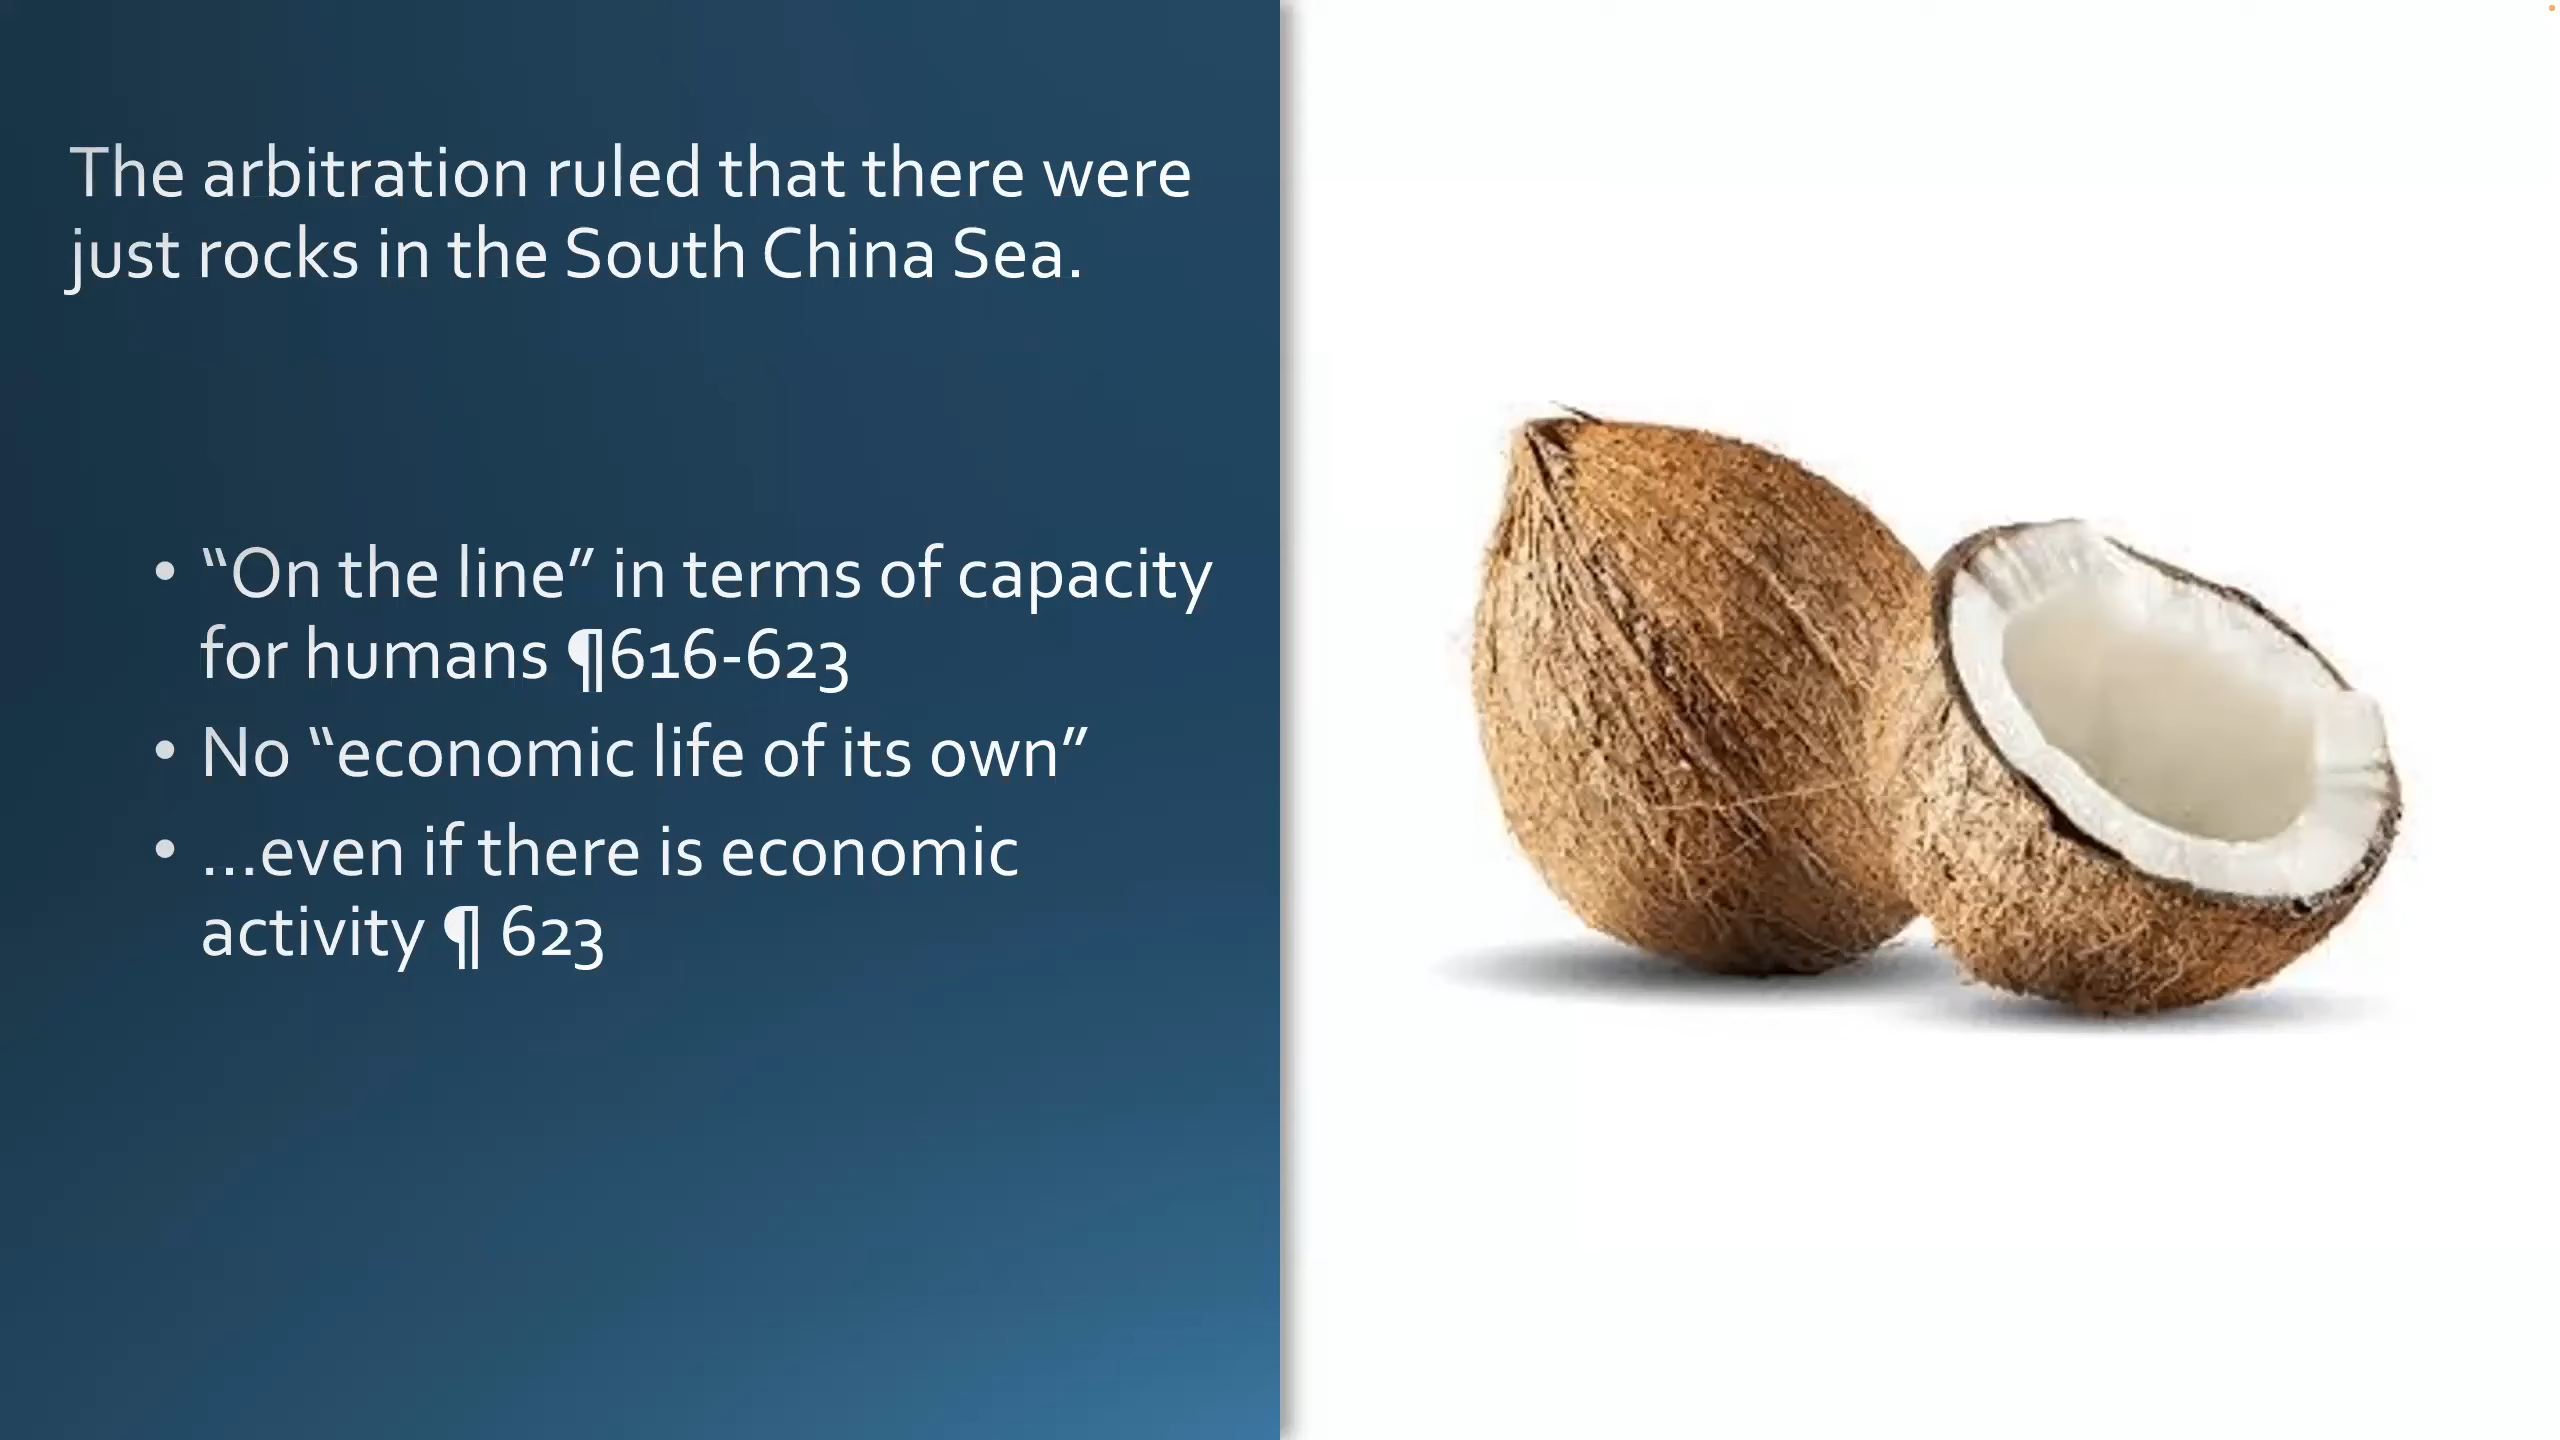 The arbitration ruled that there were
just rocks in the South China Sea.
• “On the line” in terms of capacity
for humans ¶616-623
• No “economic life of its own”
• …even if there is economic
activity ¶ 623